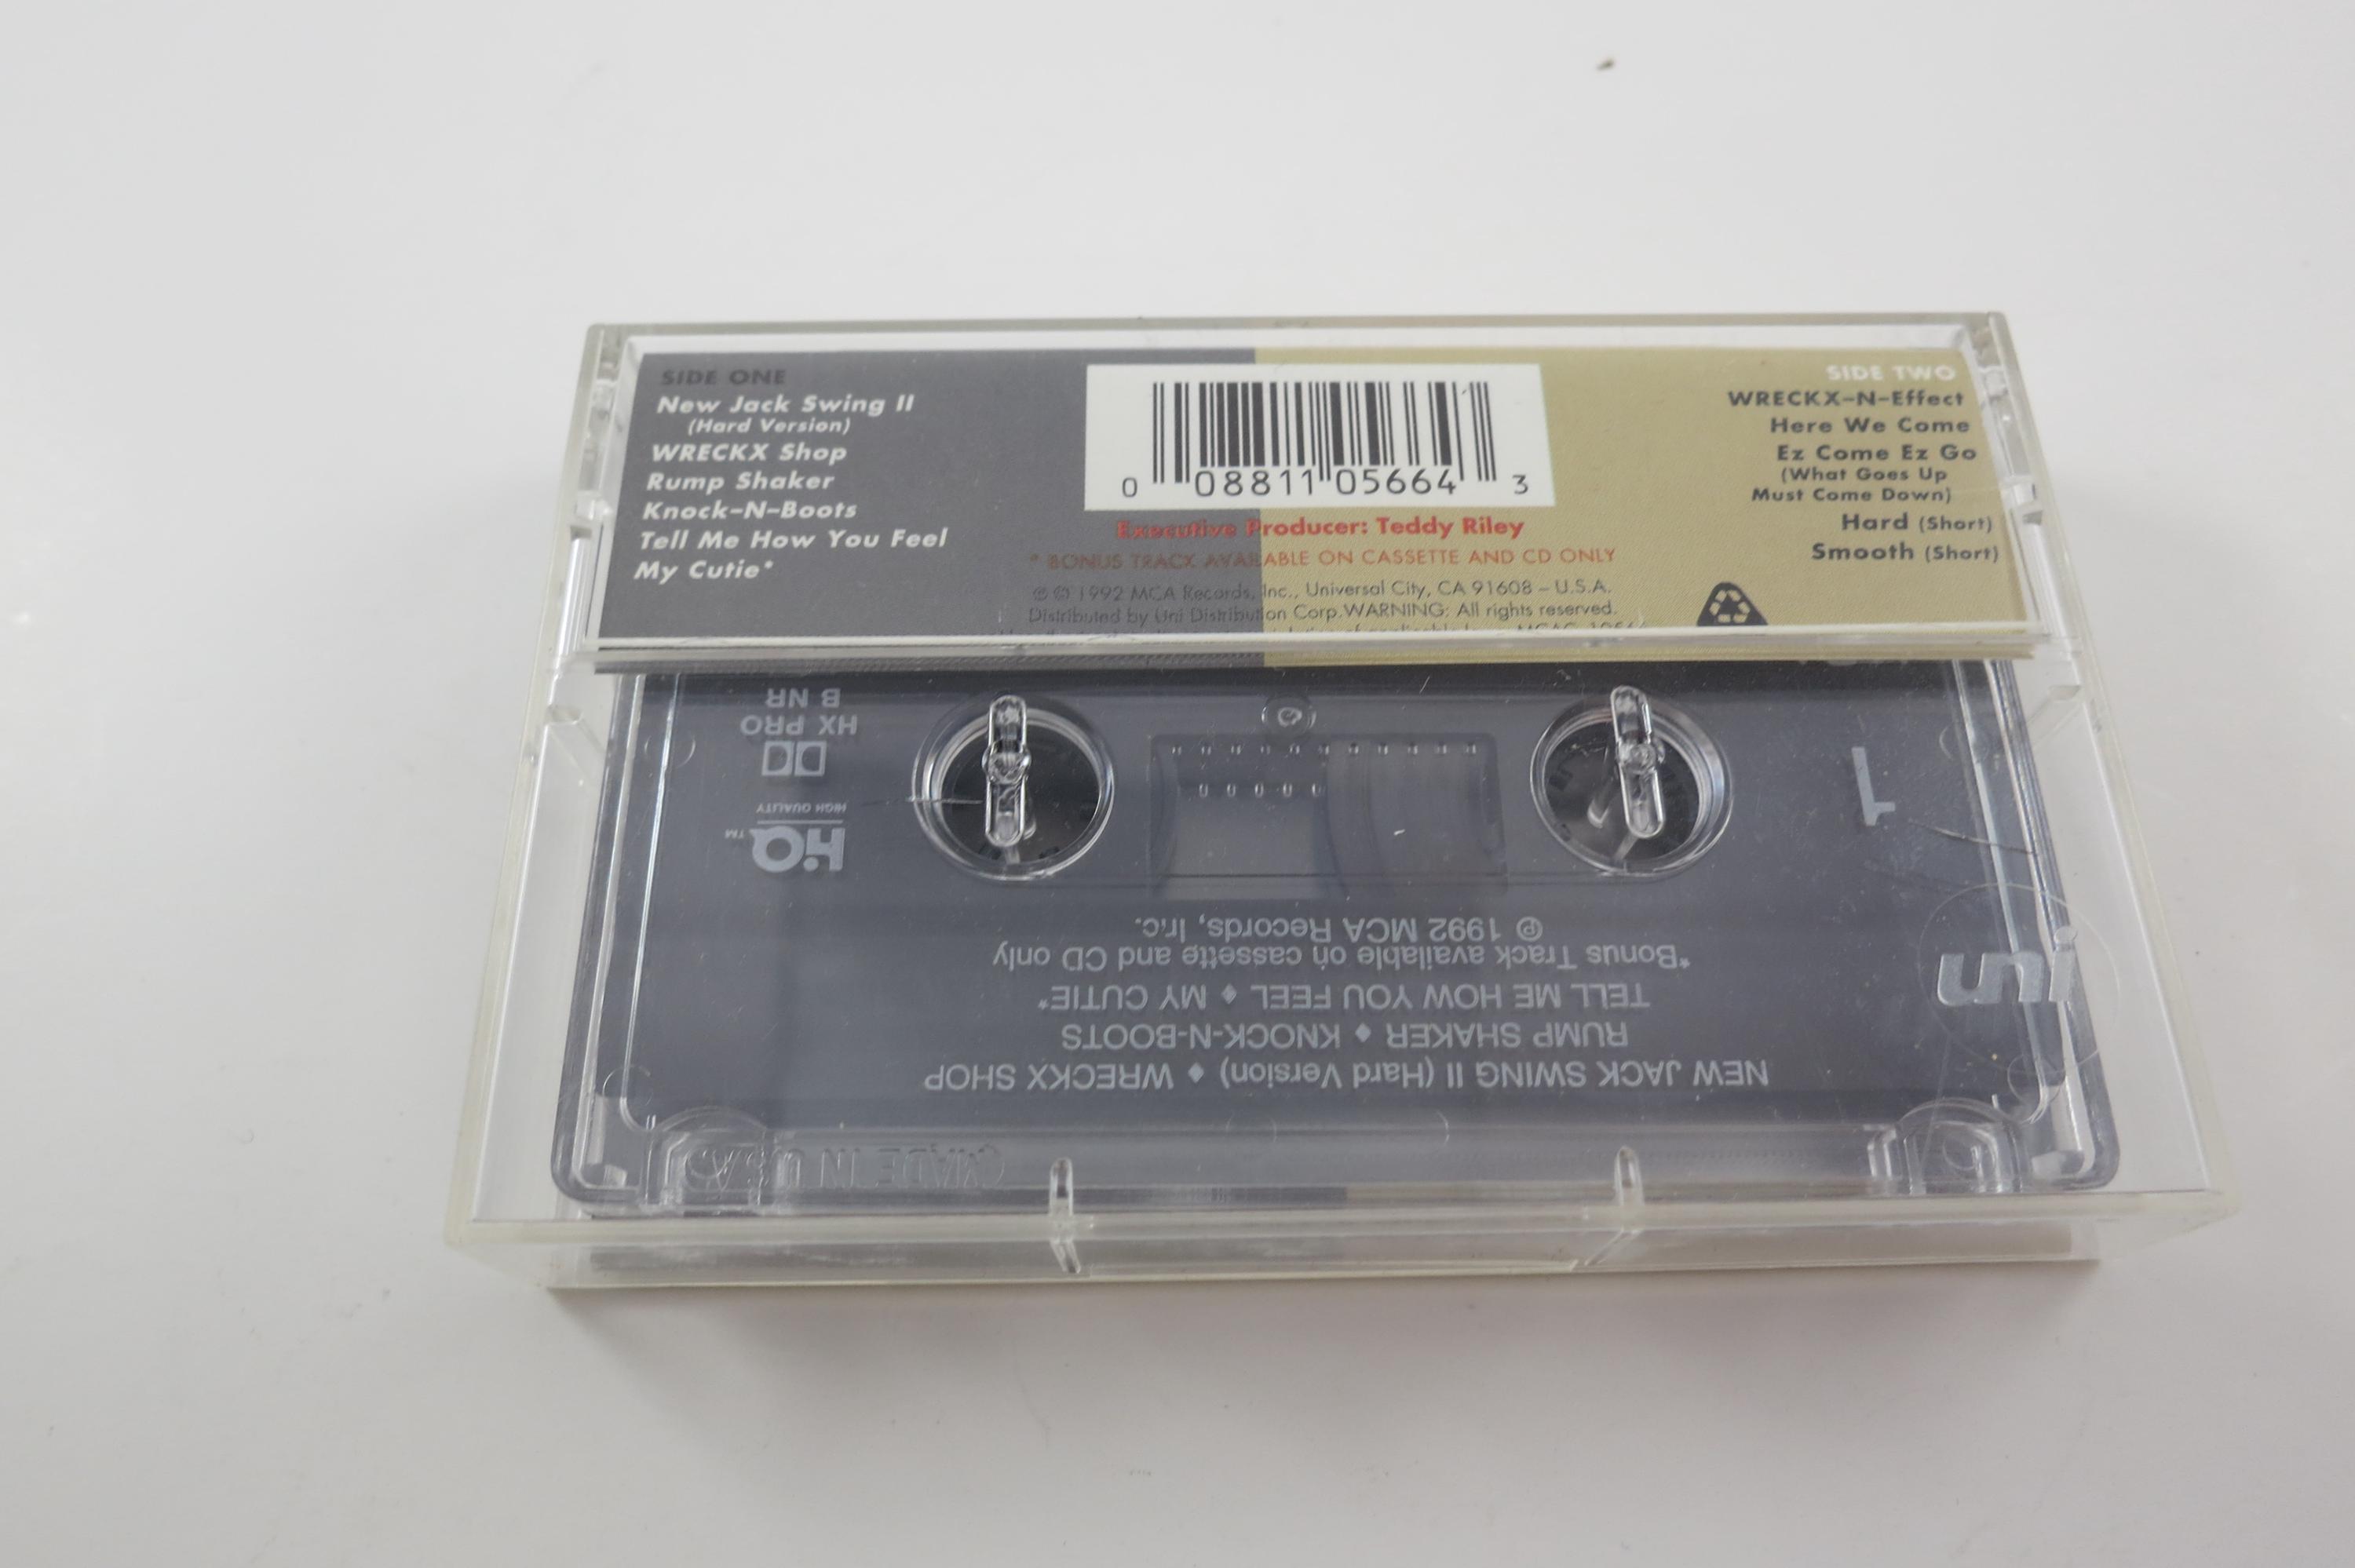 SIDE ONE
New Jack Swing II
(Hard Version)
WRECKX Shop
Rump Shaker
Knock-N-Boots
Tell Me How You Feel
My Cutie*
0 08811 05664 3
Executive Producer: Teddy Riley
* BONUS TRACK AVAILABLE ON CASSETTE AND CD ONLY
℗ © 1992 MCA Records, Inc., Universal City, CA 91608 – U.S.A.
Distributed by Uni Distribution Corp. WARNING: All rights reserved.
SIDE TWO
WRECKX-N-Effect
Here We Come
Ez Come Ez Go
(What Goes Up
Must Come Down)
Hard (Short)
Smooth (Short)
NEW JACK SWING II (Hard Version) ♦ WRECKX SHOP
RUMP SHAKER ♦ KNOCK-N-BOOTS
TELL ME HOW YOU FEEL ♦ MY CUTIE*
*Bonus Track available on cassette and CD only
℗ 1992 MCA Records, Inc.
uni
1
HQ™
HIGH QUALITY
HX PRO
B NR
MADE IN U.S.A.